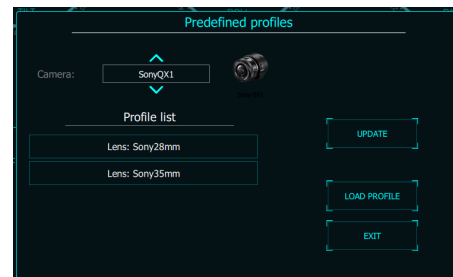 Predefined profiles
Camera:
SonyQX1
Profile list
Lens: Sony28mm
Lens: Sony35mm
UPDATE
LOAD PROFILE
EXIT